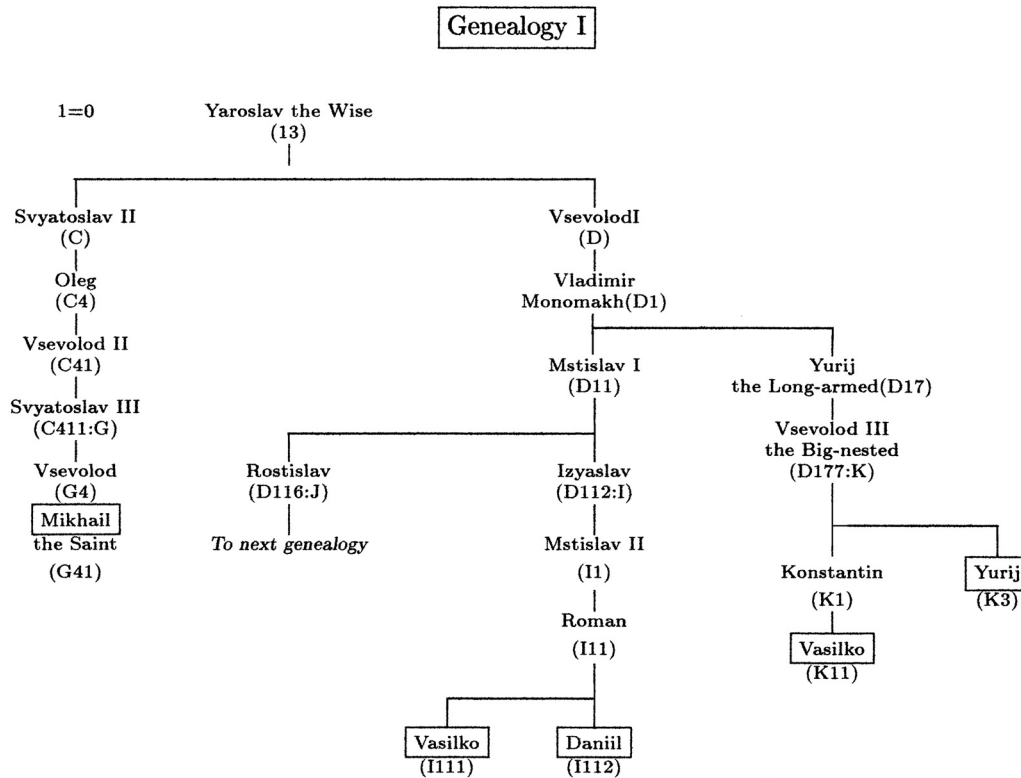 Genealogy I
1=0 Yaroslav the Wise
(13)
Svyatoslav II VsevolodI
(C) (D)
Oleg Vladimir
(C4) Monomakh(D1)
Vsevolod II Mstislav I Yurij
(C41) (D11) the Long-armed(D17)
Svyatoslav III Vsevolod III
(C411:G) the Big-nested
Vsevolod Rostislav Izyaslav (D177:K)
(G4) (D116:J) (D112:I)
Mikhail
the Saint To next genealogy Mstislav II
(G41) (I1) Konstantin Yurij
(K1) (K3)
Roman
(I11) Vasilko
(K11)
Vasilko Daniil
(I111) (I112)